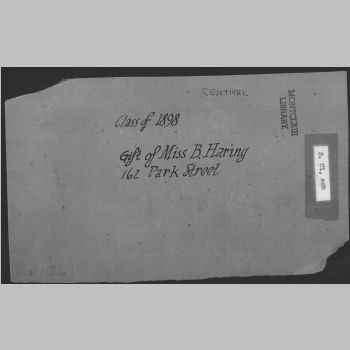 CENTRAL
MONTCLAIR
LIBRARY
Class of 1898
Gift of Miss B. Haring
162 Park Street